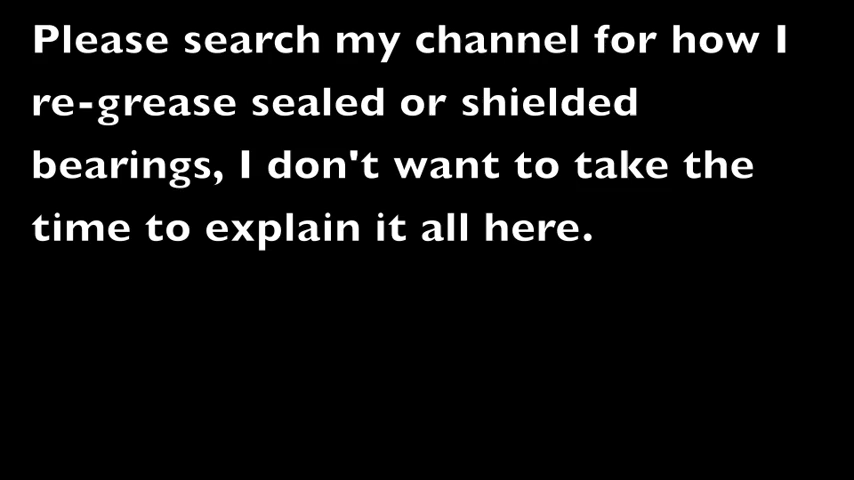 Please search my channel for how I
re-grease sealed or shielded
bearings, I don't want to take the
time to explain it all here.